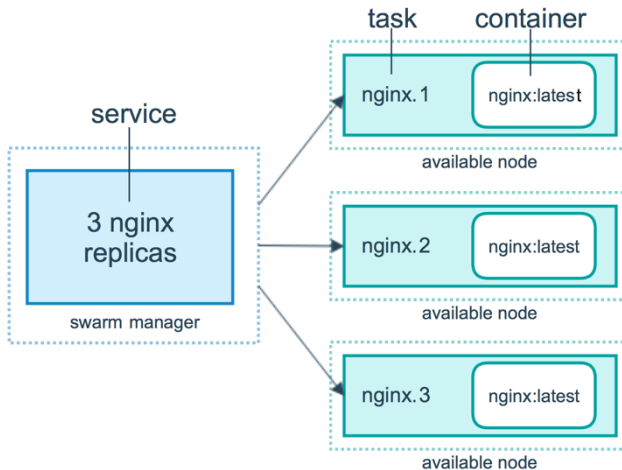 task
container
nginx.1
nginx:latest
available node
service
3 nginx
replicas
swarm manager
nginx.2
nginx:latest
available node
nginx.3
nginx:latest
available node